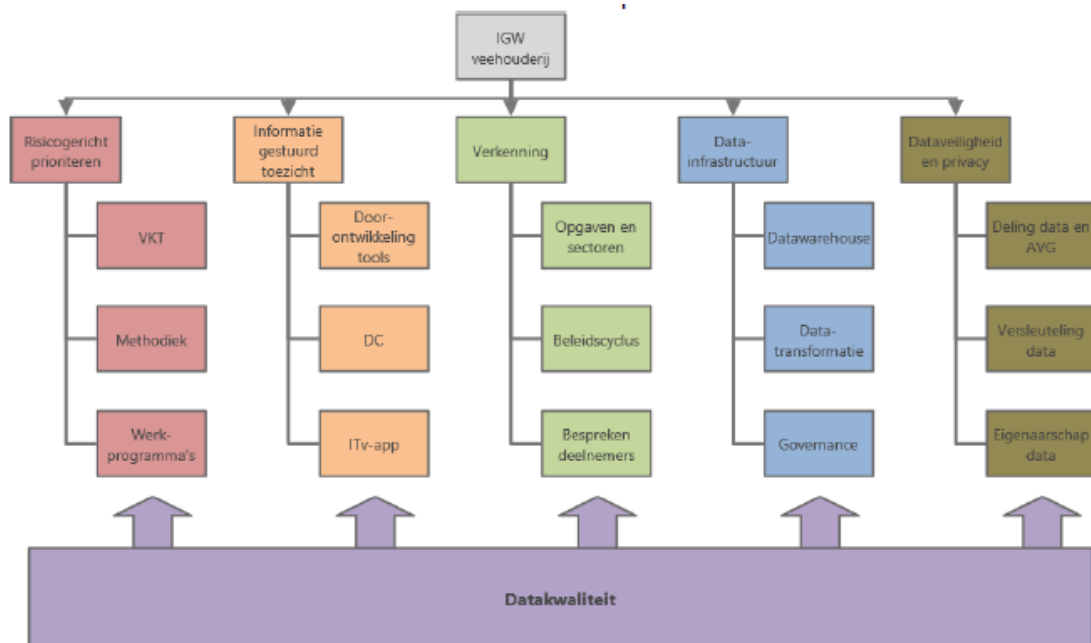 IGW
veehouderij
Risicogericht
prioriteren
Informatie
gestuurd
toezicht
Verkenning
Data-
infrastructuur
Dataveiligheid
en privacy
VKT
Door-
ontwikkeling
tools
Opgaven en
sectoren
Datawarehouse
Deling data en
AVG
Methodiek
DC
Beleidscyclus
Data-
transformatie
Versleuteling
data
Werk-
programma's
ITv-app
Bespreken
deelnemers
Governance
Eigenaarschap
data
Datakwaliteit